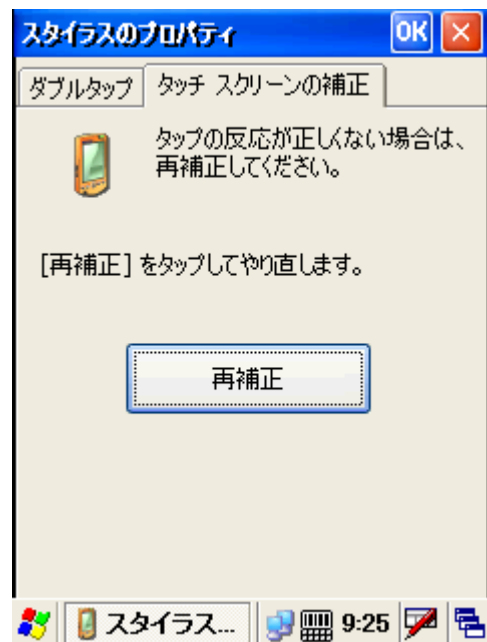 スタイラスのプロパティ OK
ダブルタップ タッチ スクリーンの補正
タップの反応が正しくない場合は、
再補正してください。
[再補正] をタップしてやり直します。
再補正
スタイラス... 9:25